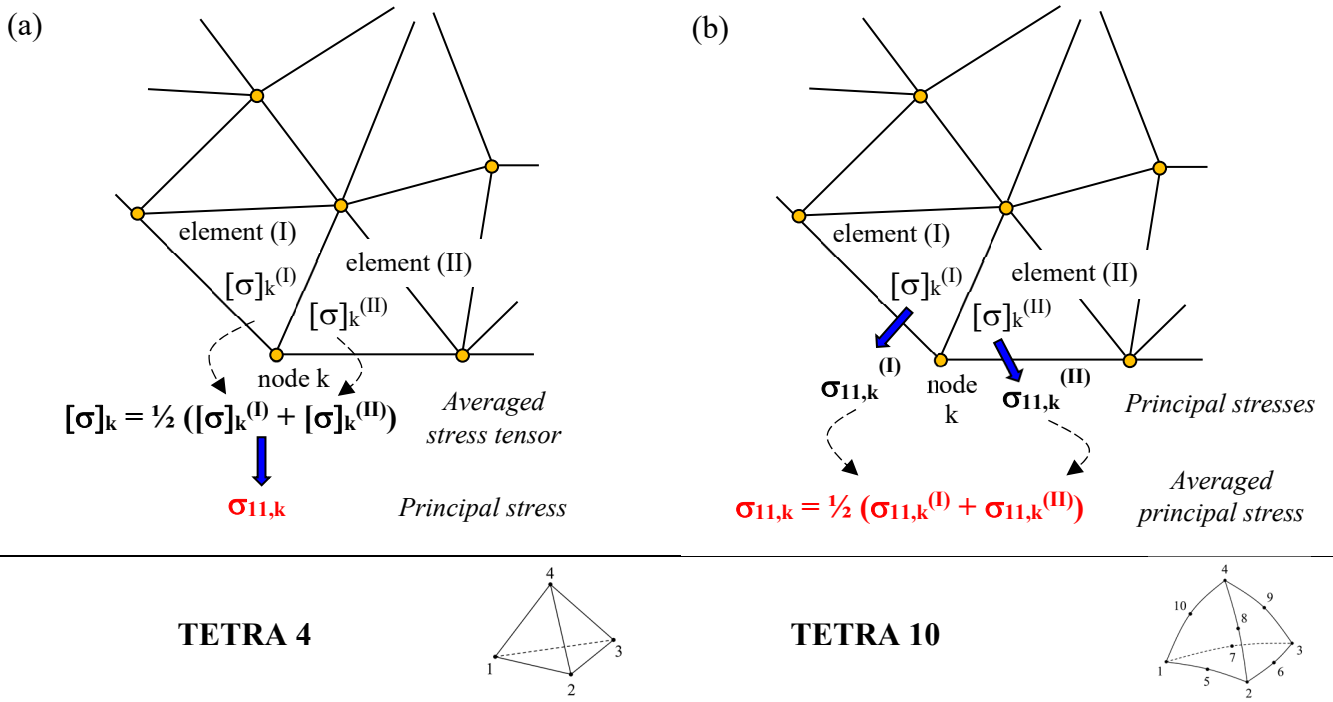 (a)
element (I)
element (II)
[σ]k(I)
[σ]k(II)
node k
[σ]k = ½ ([σ]k(I) + [σ]k(II))
Averaged
stress tensor
σ11,k
Principal stress
(b)
element (I)
element (II)
[σ]k(I)
[σ]k(II)
σ11,k(I)
node
k
σ11,k(II)
Principal stresses
σ11,k = ½ (σ11,k(I) + σ11,k(II))
Averaged
principal stress
TETRA 4
4
1
3
2
TETRA 10
4
10
9
8
7
3
1
5
6
2